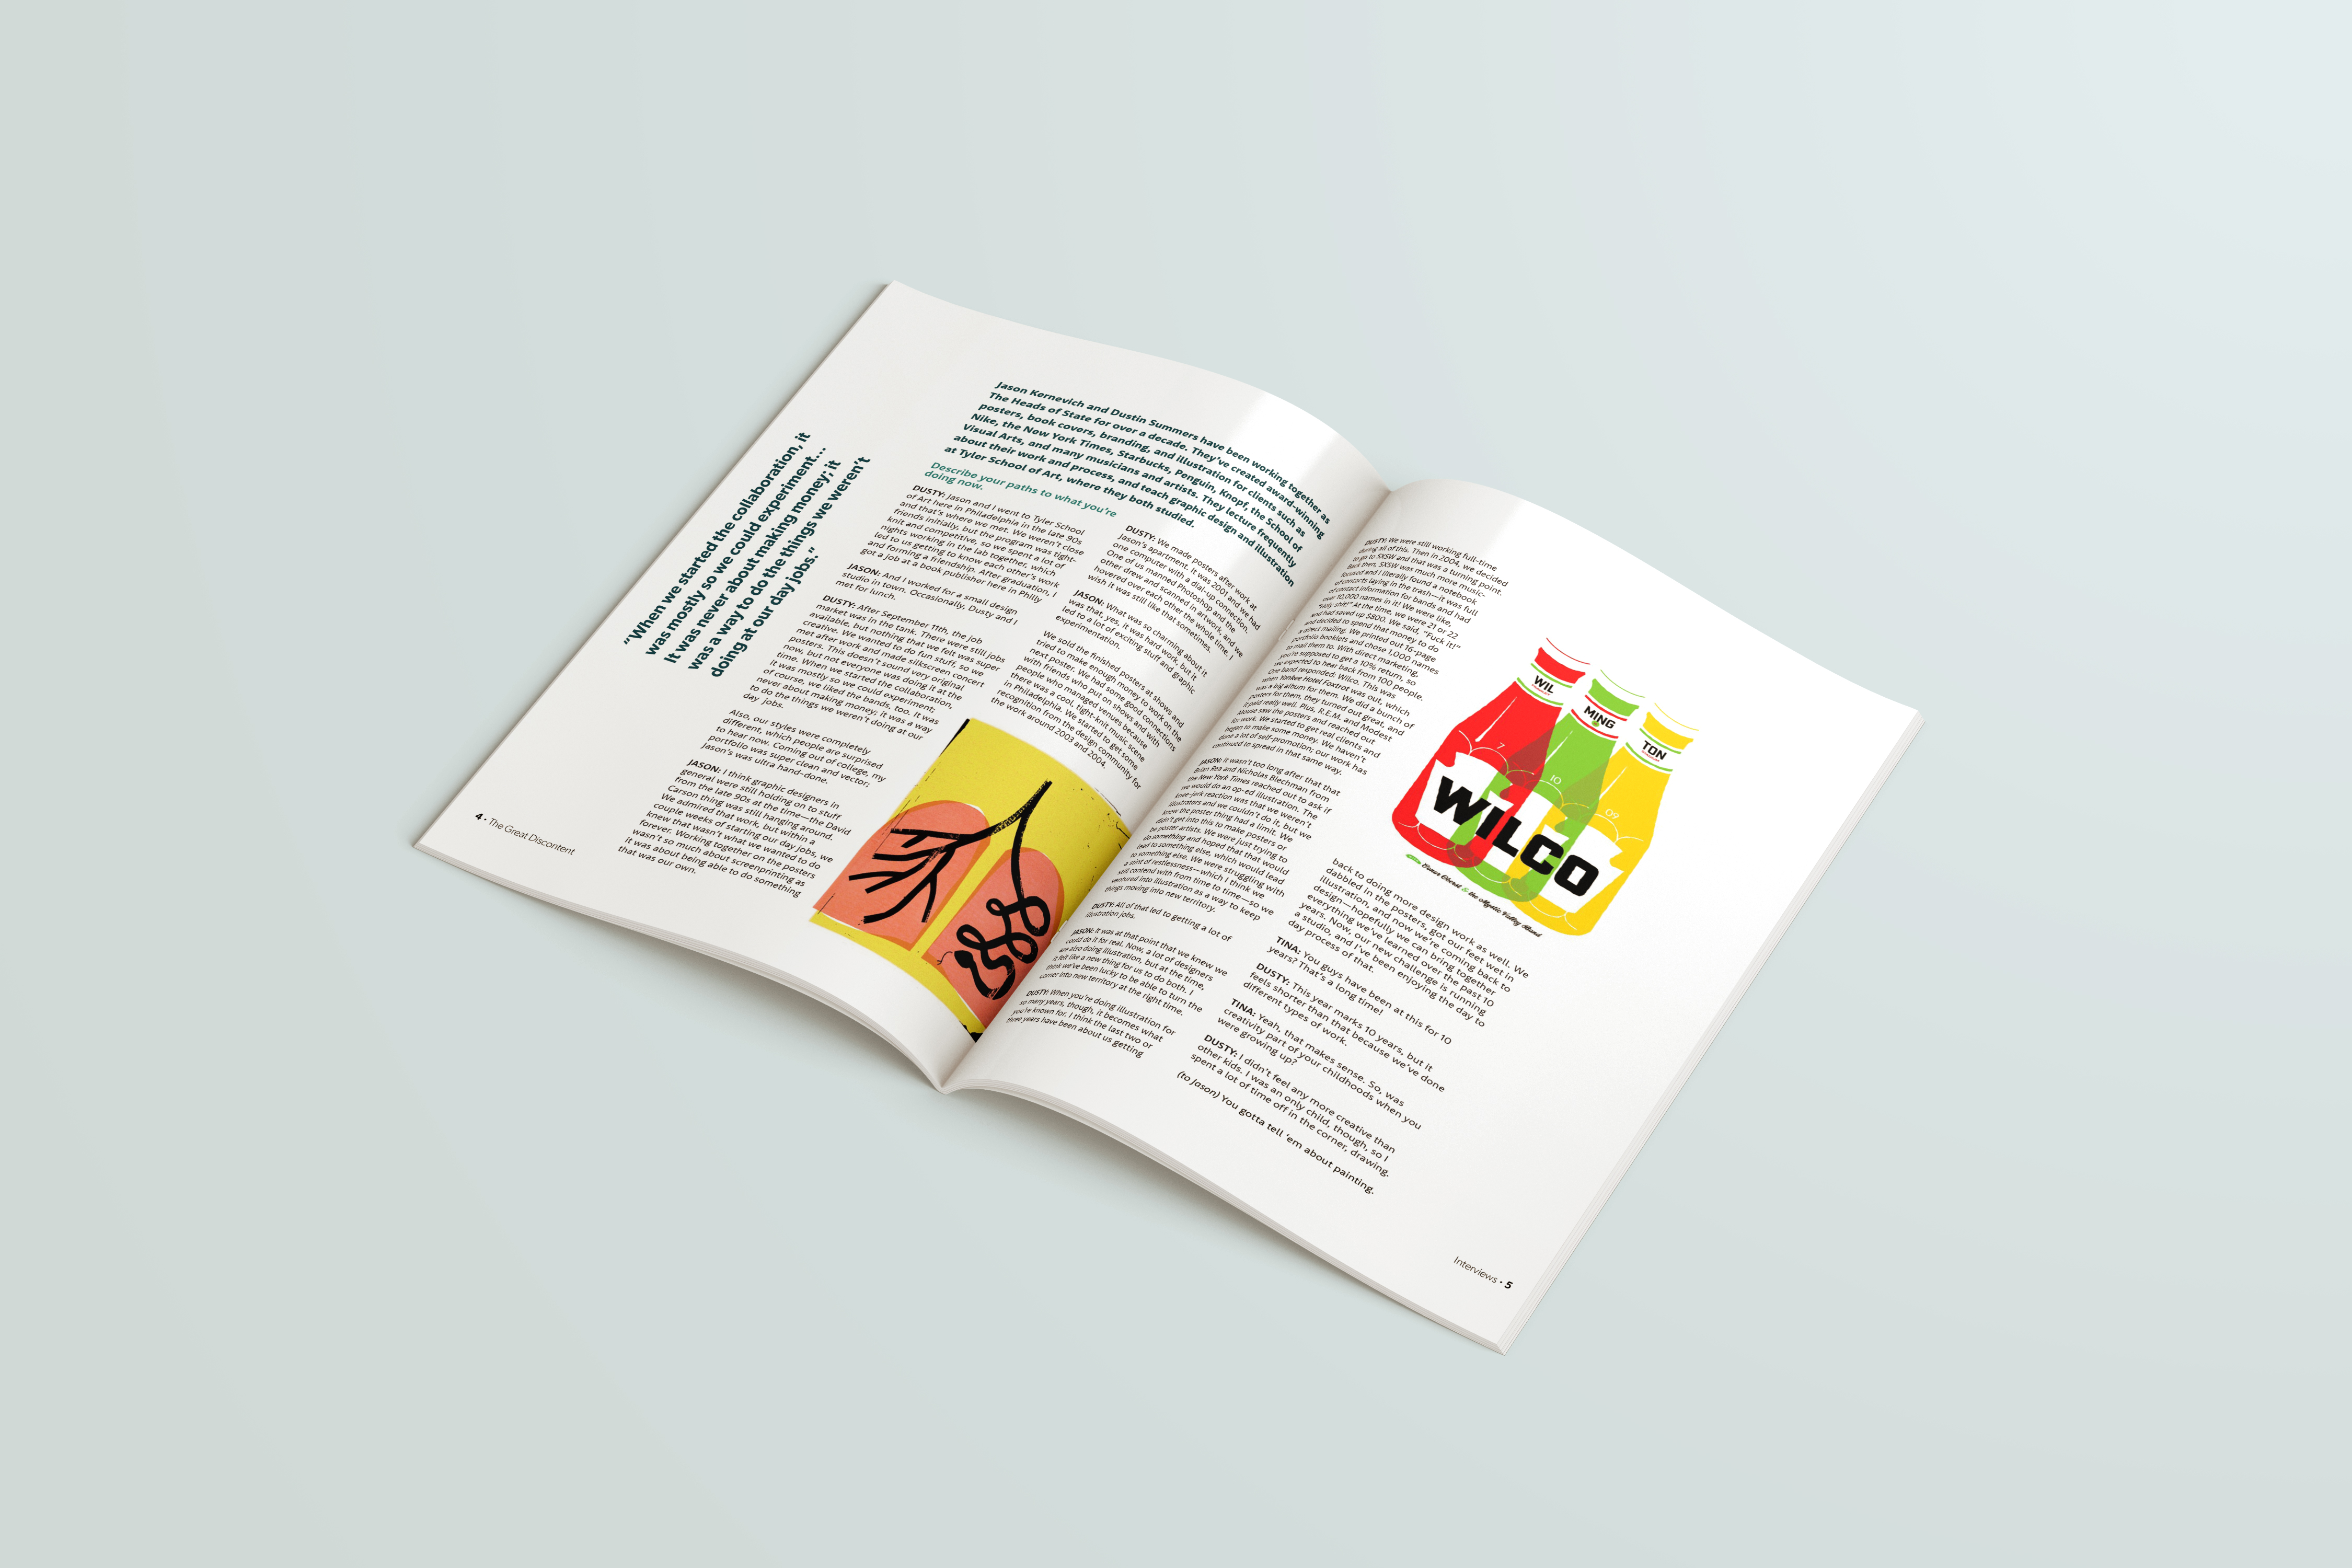 “When we started the collaboration, it
was mostly so we could experiment...
It was never about making money; it
was a way to do the things we weren’t
doing at our day jobs.”
Jason Kernevich and Dustin Summers have been working together as
The Heads of State for over a decade. They’ve created award-winning
posters, book covers, branding, and illustration for clients such as
Nike, the New York Times, Starbucks, Penguin, Knopf, the School of
Visual Arts, and many musicians and artists. They lecture frequently
about their work and process, and teach graphic design and illustration
at Tyler School of Art, where they both studied.
Describe your paths to what you’re
doing now.
DUSTY: Jason and I went to Tyler School
of Art here in Philadelphia in the late 90s
and that’s where we met. We weren’t close
friends initially, but the program was tight-
knit and competitive, so we spent a lot of
nights working in the lab together, which
led to us getting to know each other’s work
and forming a friendship. After graduation, I
got a job at a book publisher here in Philly
JASON: And I worked for a small design
studio in town. Occasionally, Dusty and I
met for lunch.
DUSTY: After September 11th, the job
market was in the tank. There were still jobs
available, but nothing that we felt was super
creative. We wanted to do fun stuff, so we
met after work and made silkscreen concert
posters. This doesn’t sound very original
now, but not everyone was doing it at the
time. When we started the collaboration,
it was mostly so we could experiment;
of course, we liked the bands, too. It was
never about making money; it was a way
to do the things we weren’t doing at our
day jobs.
Also, our styles were completely
different, which people are surprised
to hear now. Coming out of college, my
portfolio was super clean and vector;
Jason’s was ultra hand-done.
JASON: I think graphic designers in
general were still holding on to stuff
from the late 90s at the time—the David
Carson thing was still hanging around.
We admired that work, but within a
couple weeks of starting our day jobs, we
knew that wasn’t what we wanted to do
forever. Working together on the posters
wasn’t so much about screenprinting as
it was about being able to do something
that was our own.
DUSTY: We made posters after work at
Jason’s apartment. It was 2001 and we had
one computer with a dial-up connection.
One of us manned Photoshop and the
other drew and scanned in artwork, and we
hovered over each other the whole time. I
wish it was still like that sometimes.
JASON: What was so charming about it
was that, yes, it was hard work, but it
led to a lot of exciting stuff and graphic
experimentation.
We sold the finished posters at shows and
tried to make enough money to work on the
next poster. We had some good connections
with friends who put on shows and with
people who managed venues because
there was a cool, tight-knit music scene
in Philadelphia. We started to get some
recognition from the design community for
the work around 2003 and 2004.
4 · The Great Discontent
DUSTY: We were still working full-time
during all of this. Then in 2004, we decided
to go to SXSW and that was a turning point.
Back then, SXSW was much more music-
focused and I literally found a notebook
of contacts laying in the trash—it was full
of contact information for bands and had
over 10,000 names in it! We were like,
“Holy shit!” At the time, we were 21 or 22
and had saved up $800. We said, “Fuck it!”
and decided to spend that money to do
a direct mailing. We printed out 16-page
portfolio booklets and chose 1,000 names
to mail them to. With direct marketing,
you’re supposed to get a 10% return, so
we expected to hear back from 100 people.
One band responded: Wilco. This was
when Yankee Hotel Foxtrot was out, which
was a big album for them. We did a bunch of
posters for them, they turned out great, and
it paid really well. Plus, R.E.M. and Modest
Mouse saw the posters and reached out
for work. We started to get real clients and
began to make some money. We haven’t
done a lot of self-promotion; our work has
continued to spread in that same way.
JASON: It wasn’t too long after that that
Brian Rea and Nicholas Blechman from
the New York Times reached out to ask if
we would do an op-ed illustration. The
knee-jerk reaction was that we weren’t
illustrators and we couldn’t do it, but we
knew the poster thing had a limit. We
didn’t get into this to make posters or
be poster artists. We were just trying to
do something and hoped that that would
lead to something else, which would lead
to something else. We were struggling with
a stint of restlessness—which I think we
still contend with from time to time—so we
ventured into illustration as a way to keep
things moving into new territory.
DUSTY: All of that led to getting a lot of
illustration jobs.
JASON: It was at that point that we knew we
could do it for real. Now, a lot of designers
are also doing illustration, but at the time,
it felt like a new thing for us to do both. I
think we’ve been lucky to be able to turn the
corner into new territory at the right time.
DUSTY: When you’re doing illustration for
so many years, though, it becomes what
you’re known for. I think the last two or
three years have been about us getting
WIL
MING
TON
7
10
09
WILCO
Conor Oberst & the Mystic Valley Band
back to doing more design work as well. We
dabbled in the posters, got our feet wet in
illustration, and now we’re coming back to
design—hopefully we can bring together
everything we’ve learned over the past 10
years. Now, our new challenge is running
a studio, and I’ve been enjoying the day to
day process of that.
TINA: You guys have been at this for 10
years? That’s a long time!
DUSTY: This year marks 10 years, but it
feels shorter than that because we’ve done
different types of work.
TINA: Yeah, that makes sense. So, was
creativity part of your childhoods when you
were growing up?
DUSTY: I didn’t feel any more creative than
other kids. I was an only child, though, so I
spent a lot of time off in the corner, drawing.
(to Jason) You gotta tell ’em about painting.
Interviews · 5